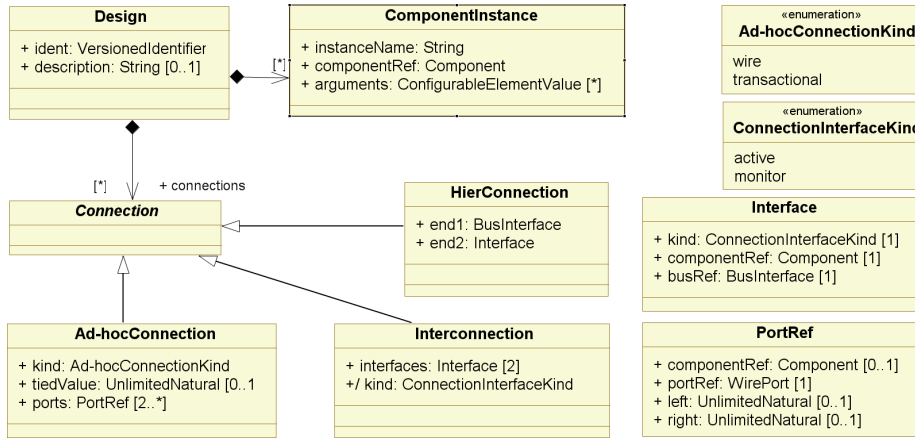 Design
+ ident: VersionedIdentifier
+ description: String [0..1]
ComponentInstance
+ instanceName: String
+ componentRef: Component
+ arguments: ConfigurableElementValue [*]
[*]
«enumeration»
Ad-hocConnectionKind
wire
transactional
«enumeration»
ConnectionInterfaceKind
active
monitor
[*]
+ connections
Connection
HierConnection
+ end1: BusInterface
+ end2: Interface
Interface
+ kind: ConnectionInterfaceKind [1]
+ componentRef: Component [1]
+ busRef: BusInterface [1]
Ad-hocConnection
+ kind: Ad-hocConnectionKind
+ tiedValue: UnlimitedNatural [0..1
+ ports: PortRef [2..*]
Interconnection
+ interfaces: Interface [2]
+/ kind: ConnectionInterfaceKind
PortRef
+ componentRef: Component [0..1]
+ portRef: WirePort [1]
+ left: UnlimitedNatural [0..1]
+ right: UnlimitedNatural [0..1]